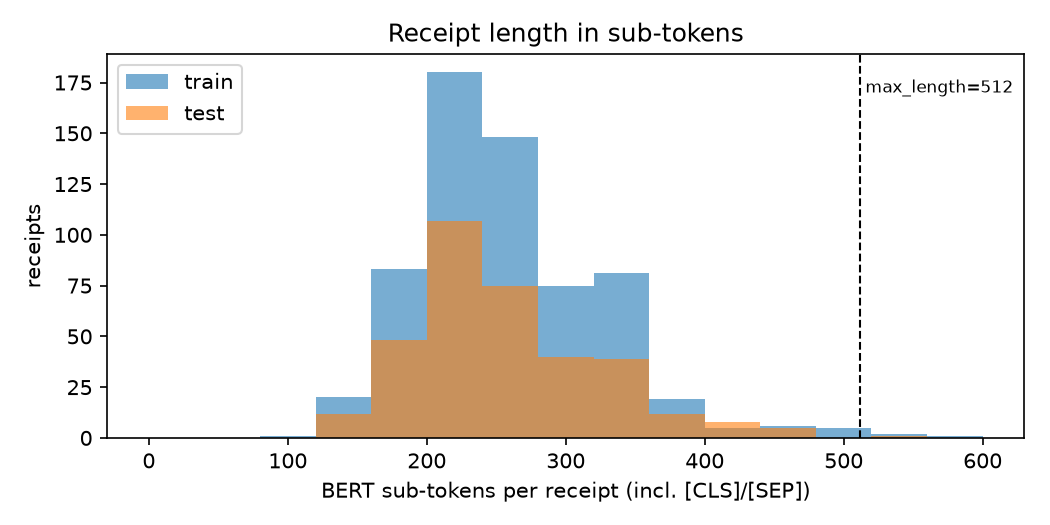 Receipt length in sub-tokens
train
test
max_length=512
175
150
125
100
75
50
25
0
receipts
0 100 200 300 400 500 600
BERT sub-tokens per receipt (incl. [CLS]/[SEP])